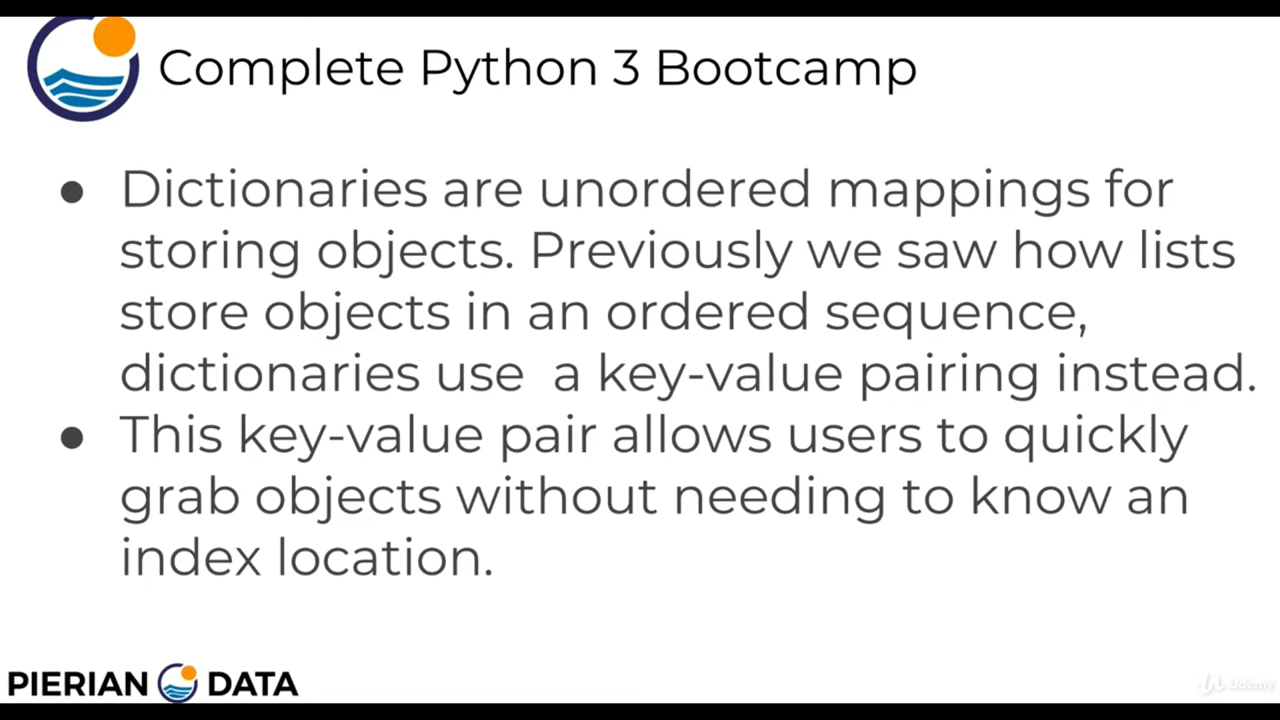 Complete Python 3 Bootcamp
● Dictionaries are unordered mappings for
storing objects. Previously we saw how lists
store objects in an ordered sequence,
dictionaries use  a key-value pairing instead.
● This key-value pair allows users to quickly
grab objects without needing to know an
index location.
PIERIAN DATA
Udemy